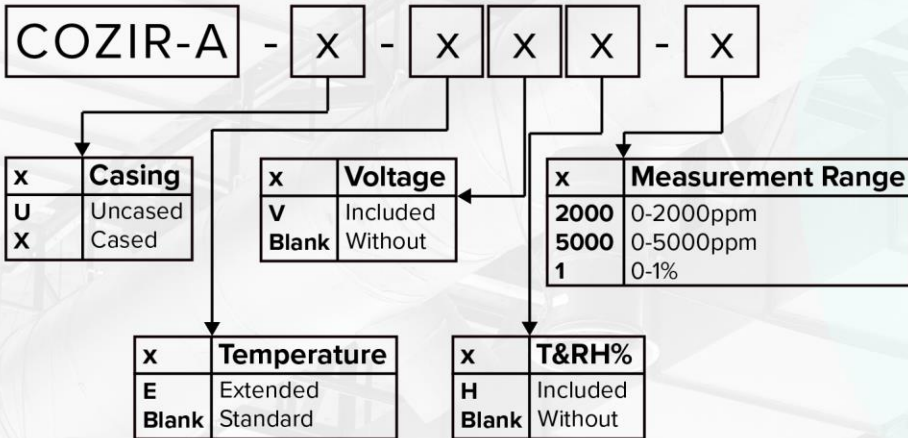 COZIR-A - x - x x x - x
x Casing
U Uncased
X Cased
x Voltage
V Included
Blank Without
x Measurement Range
2000 0-2000ppm
5000 0-5000ppm
1 0-1%
x Temperature
E Extended
Blank Standard
x T&RH%
H Included
Blank Without